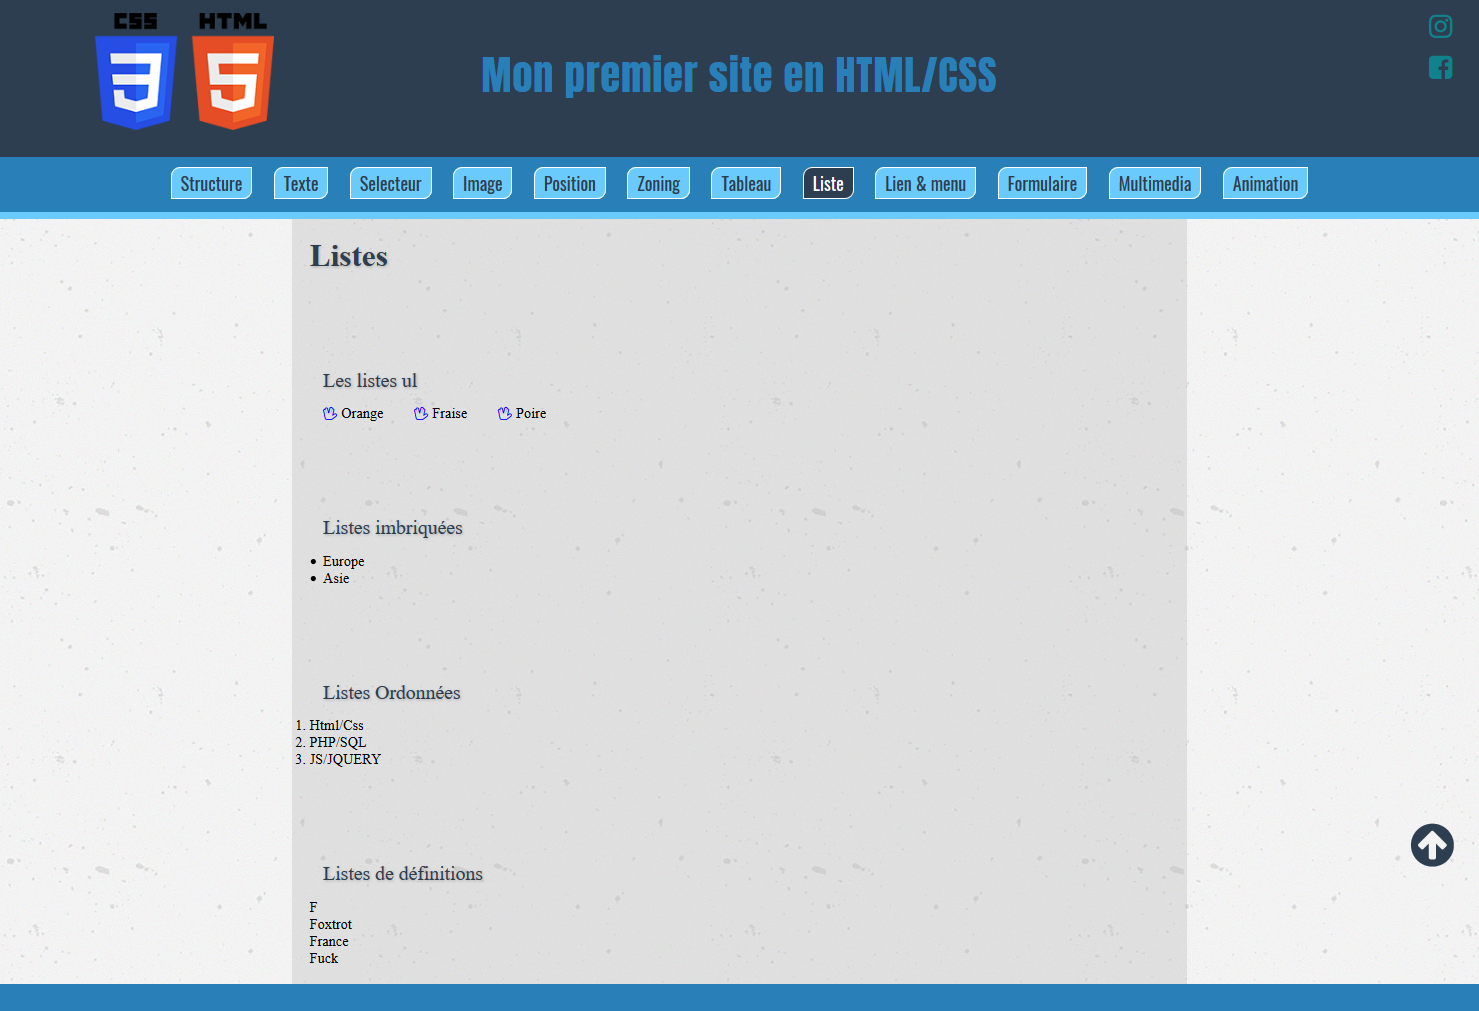 CSS HTML
3 5
Mon premier site en HTML/CSS
Structure Texte Selecteur Image Position Zoning Tableau Liste Lien & menu Formulaire Multimedia Animation
Listes
Les listes ul
Orange Fraise Poire
Listes imbriquées
• Europe
• Asie
Listes Ordonnées
1. Html/Css
2. PHP/SQL
3. JS/JQUERY
Listes de définitions
F
Foxtrot
France
Fuck